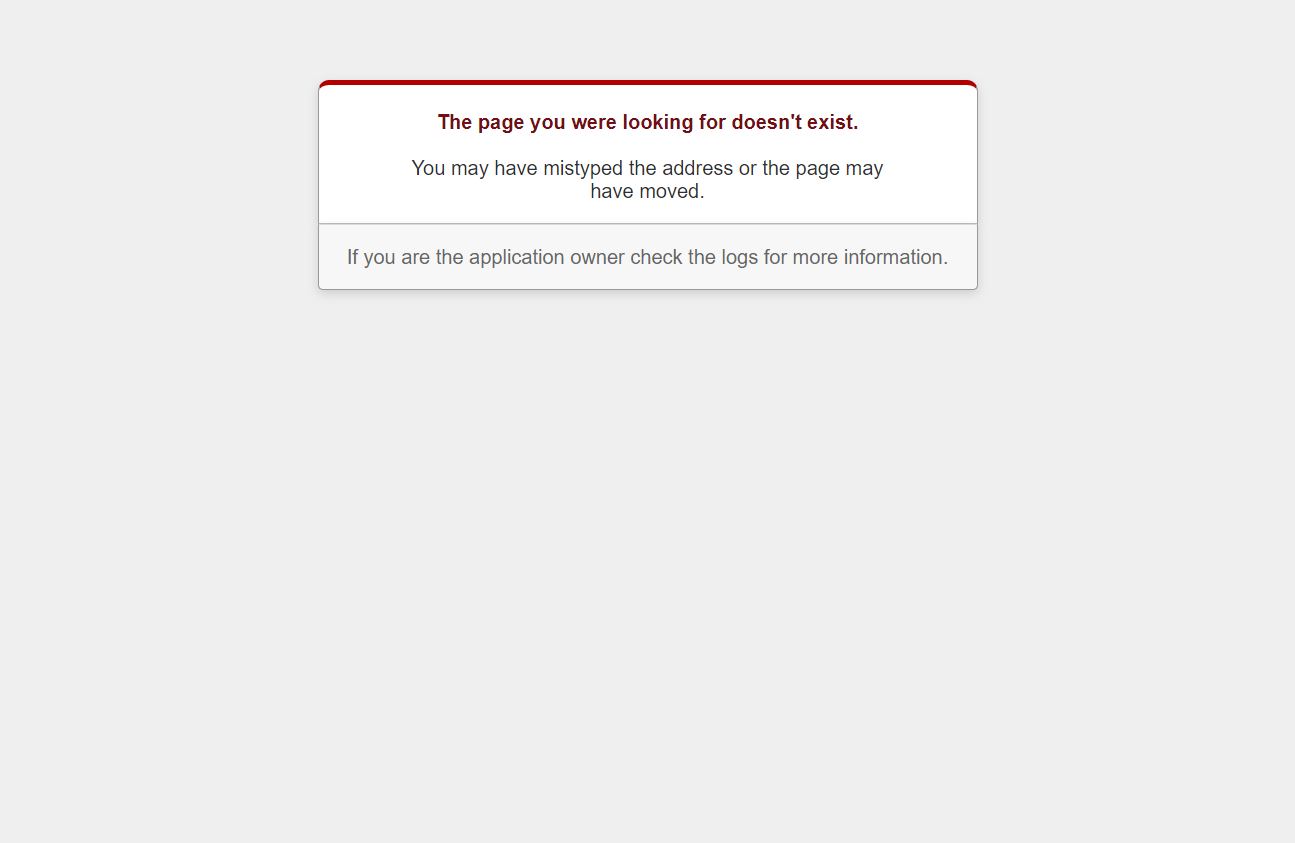 The page you were looking for doesn't exist.
You may have mistyped the address or the page may
have moved.
If you are the application owner check the logs for more information.